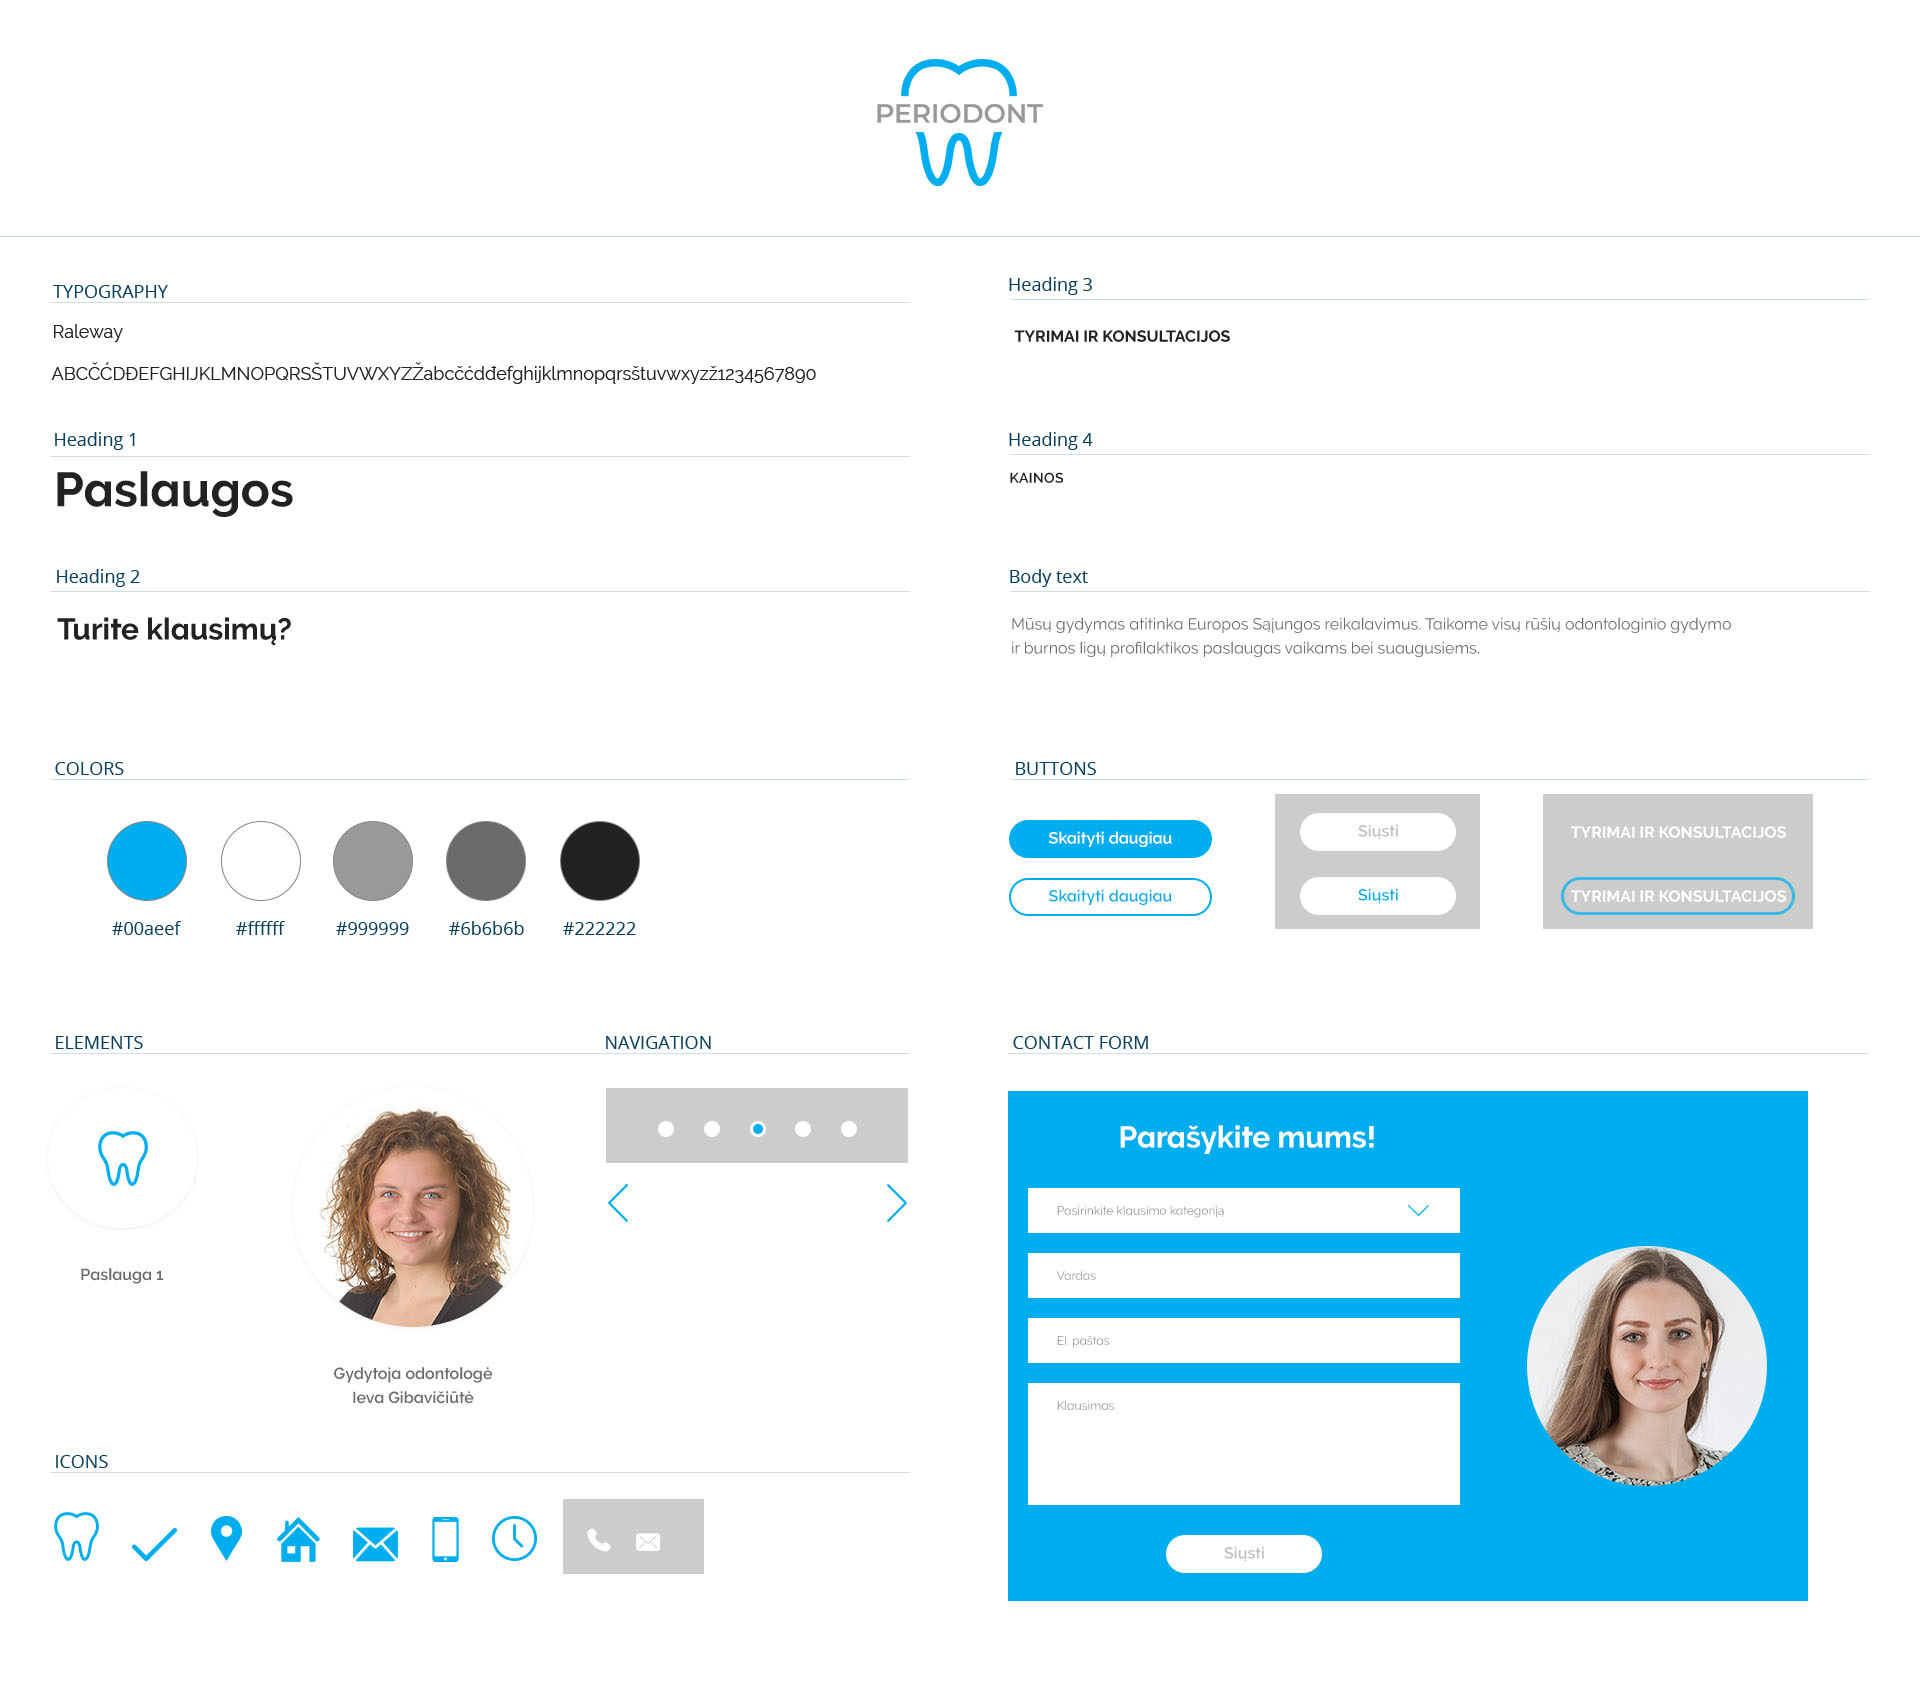 PERIODONT
TYPOGRAPHY
Raleway
ABCČĆDĐEFGHIJKLMNOPQRSŠTUVWXYZŽabcčćdđefghijklmnopqrsštuvwxyzž1234567890
Heading 1
Paslaugos
Heading 2
Turite klausimų?
Heading 3
TYRIMAI IR KONSULTACIJOS
Heading 4
KAINOS
Body text
Mūsų gydymas atitinka Europos Sąjungos reikalavimus. Taikome visų rūšių odontologinio gydymo
ir burnos ligų profilaktikos paslaugas vaikams bei suaugusiems.
COLORS
#00aeef
#ffffff
#999999
#6b6b6b
#222222
BUTTONS
Skaityti daugiau
Skaityti daugiau
Siųsti
Siųsti
TYRIMAI IR KONSULTACIJOS
TYRIMAI IR KONSULTACIJOS
ELEMENTS
Paslauga 1
Gydytoja odontologė
Ieva Gibavičiūtė
NAVIGATION
ICONS
CONTACT FORM
Parašykite mums!
Pasirinkite klausimo kategoriją
Vardas
El. paštas
Klausimas
Siųsti